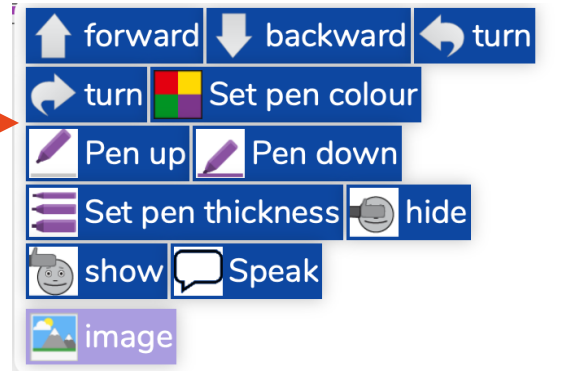 forward backward turn
turn Set pen colour
Pen up Pen down
Set pen thickness hide
show Speak
image